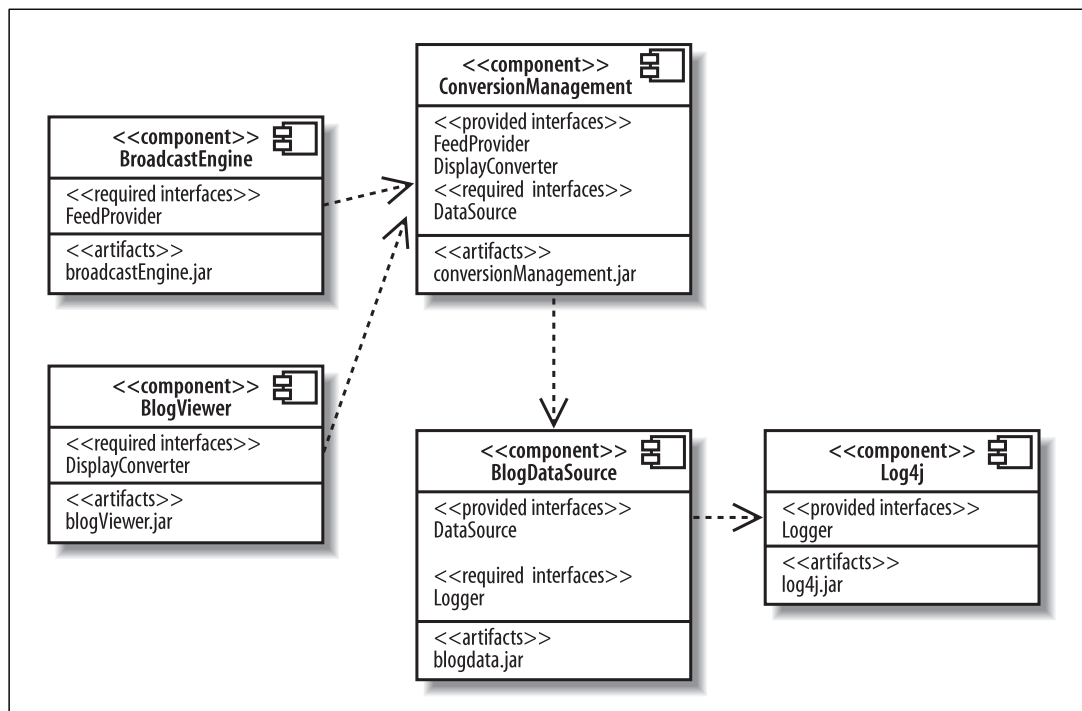 <<component>>
BroadcastEngine
<<required interfaces>>
FeedProvider
<<artifacts>>
broadcastEngine.jar
<<component>>
ConversionManagement
<<provided interfaces>>
FeedProvider
DisplayConverter
<<required interfaces>>
DataSource
<<artifacts>>
conversionManagement.jar
<<component>>
BlogViewer
<<required interfaces>>
DisplayConverter
<<artifacts>>
blogViewer.jar
<<component>>
BlogDataSource
<<provided interfaces>>
DataSource
<<required interfaces>>
Logger
<<artifacts>>
blogdata.jar
<<component>>
Log4j
<<provided interfaces>>
Logger
<<artifacts>>
log4j.jar